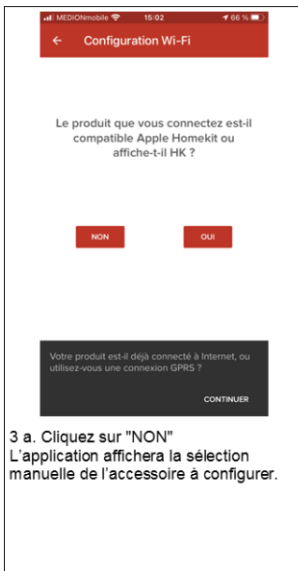 MEDIONmobile 15:02 66 %
← Configuration Wi-Fi
Le produit que vous connectez est-il
compatible Apple Homekit ou
affiche-t-il HK ?
NON OUI
Votre produit est-il déjà connecté à Internet, ou
utilisez-vous une connexion GPRS ?
CONTINUER
3 a. Cliquez sur "NON"
L'application affichera la sélection
manuelle de l'accessoire à configurer.